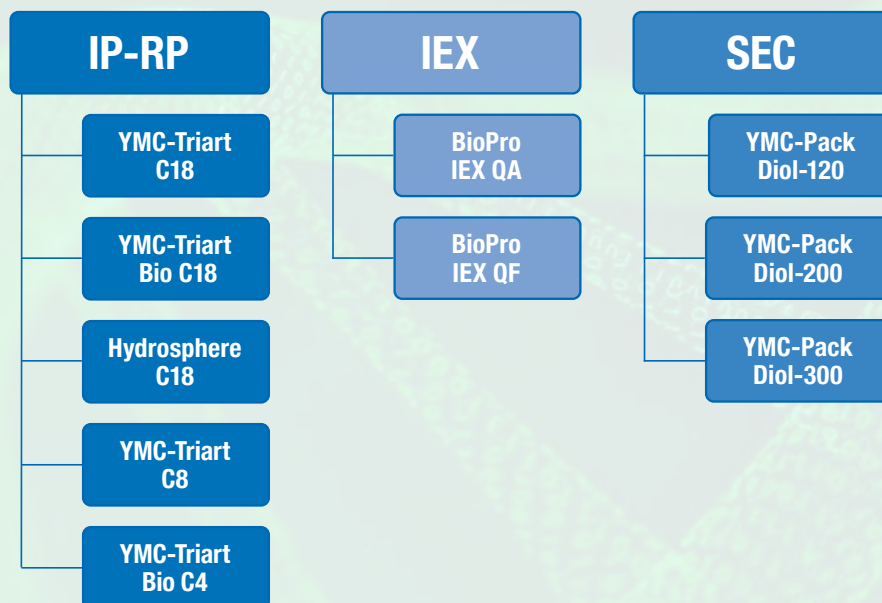 IP-RP
YMC-Triart
C18
YMC-Triart
Bio C18
Hydrosphere
C18
YMC-Triart
C8
YMC-Triart
Bio C4
IEX
BioPro
IEX QA
BioPro
IEX QF
SEC
YMC-Pack
Diol-120
YMC-Pack
Diol-200
YMC-Pack
Diol-300